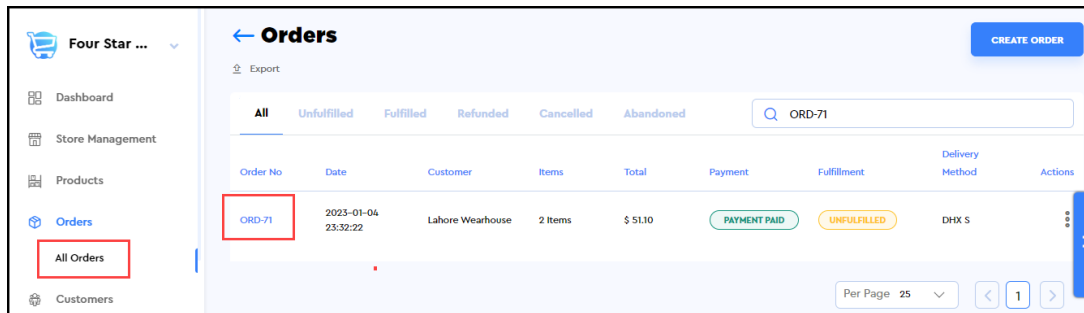 Four Star ...
Dashboard
Store Management
Products
Orders
All Orders
Customers
Orders
CREATE ORDER
Export
All Unfulfilled Fulfilled Refunded Cancelled Abandoned ORD-71
Order No Date Customer Items Total Payment Fulfillment Delivery Method Actions
ORD-71 2023-01-04 23:32:22 Lahore Wearhouse 2 Items $ 51.10 PAYMENT PAID UNFULFILLED DHX S
Per Page 25 1